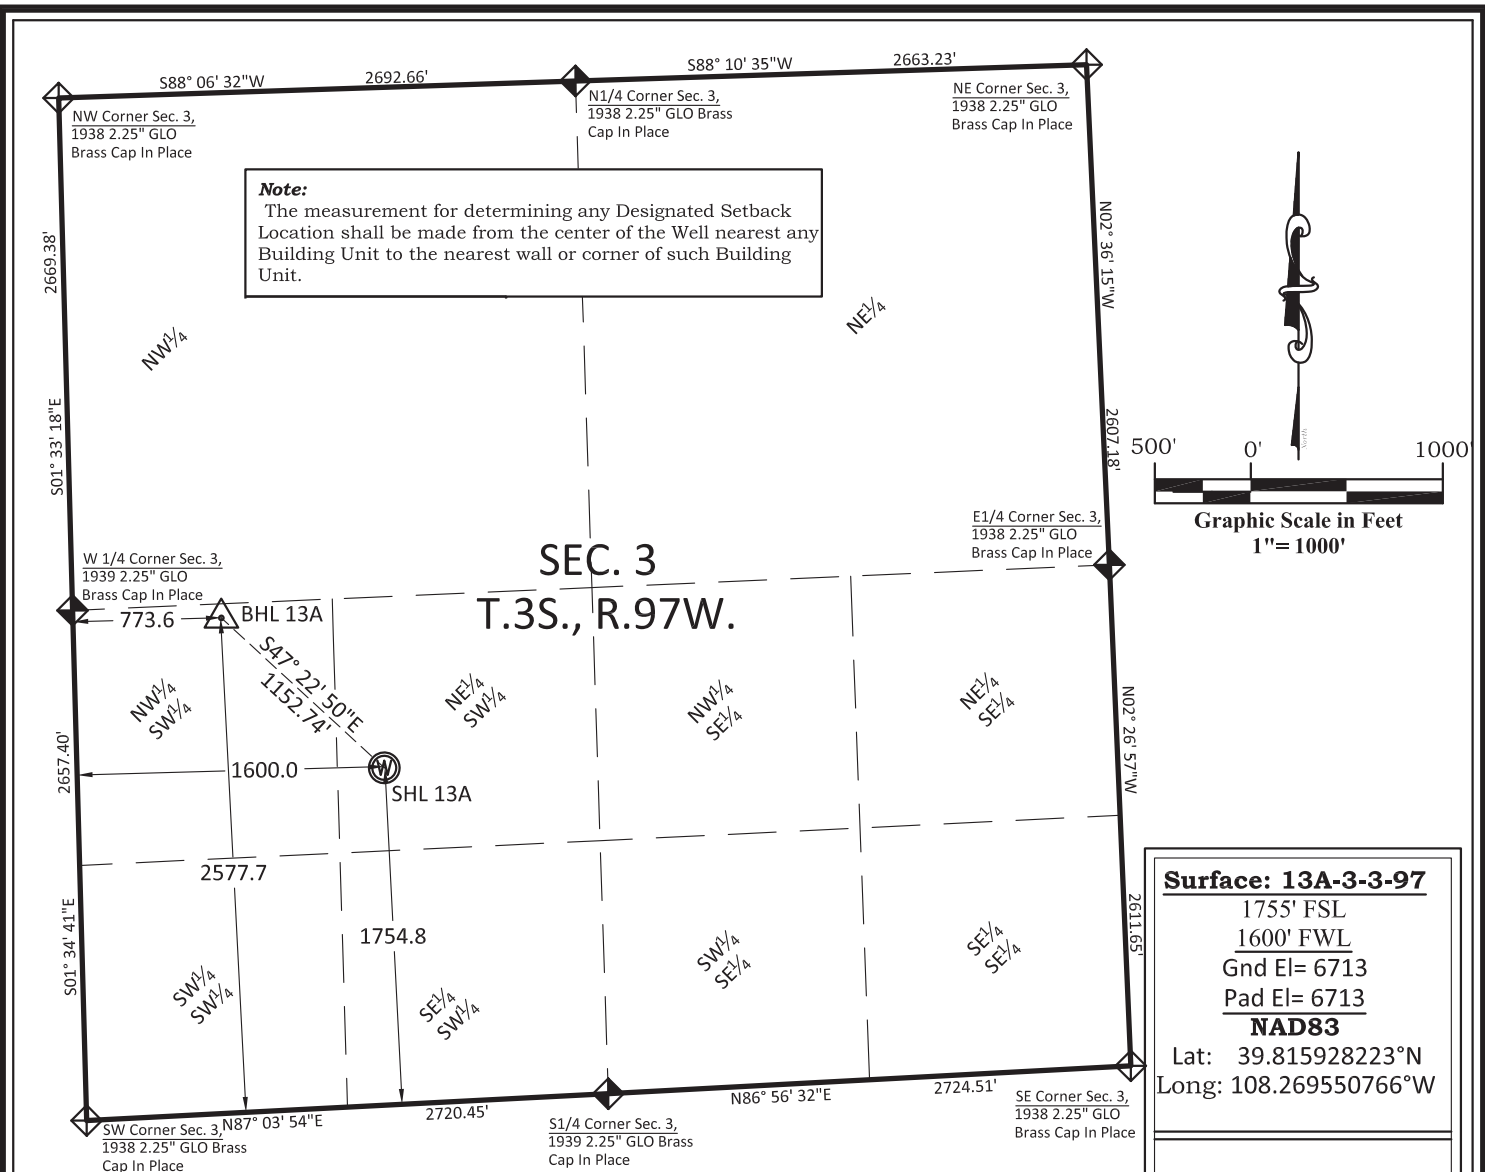 S88° 06' 32"W
2692.66'
S88° 10' 35"W
2663.23'
NW Corner Sec. 3,
1938 2.25" GLO
Brass Cap In Place
N1/4 Corner Sec. 3,
1938 2.25" GLO Brass
Cap In Place
NE Corner Sec. 3,
1938 2.25" GLO
Brass Cap In Place
Note:
The measurement for determining any Designated Setback
Location shall be made from the center of the Well nearest any
Building Unit to the nearest wall or corner of such Building
Unit.
2669.38'
S01° 33' 18"E
N02° 36' 15"W
2607.18'
NW1/4
NE1/4
North
500'
0'
1000'
Graphic Scale in Feet
1"= 1000'
W 1/4 Corner Sec. 3,
1939 2.25" GLO
Brass Cap In Place
E1/4 Corner Sec. 3,
1938 2.25" GLO
Brass Cap In Place
SEC. 3
T.3S., R.97W.
773.6
BHL 13A
S47° 22' 50"E
1152.74'
NW1/4
SW1/4
NE1/4
SW1/4
NW1/4
SE1/4
NE1/4
SE1/4
2657.40'
S01° 34' 41"E
N02° 26' 57"W
2611.65'
1600.0
W
SHL 13A
2577.7
1754.8
SW1/4
SW1/4
SE1/4
SW1/4
SW1/4
SE1/4
SE1/4
SE1/4
Surface: 13A-3-3-97
1755' FSL
1600' FWL
Gnd El= 6713
Pad El= 6713
NAD83
Lat: 39.815928223°N
Long: 108.269550766°W
SW Corner Sec. 3,
1938 2.25" GLO Brass
Cap In Place
N87° 03' 54"E
2720.45'
S1/4 Corner Sec. 3,
1939 2.25" GLO Brass
Cap In Place
N86° 56' 32"E
2724.51'
SE Corner Sec. 3,
1938 2.25" GLO
Brass Cap In Place